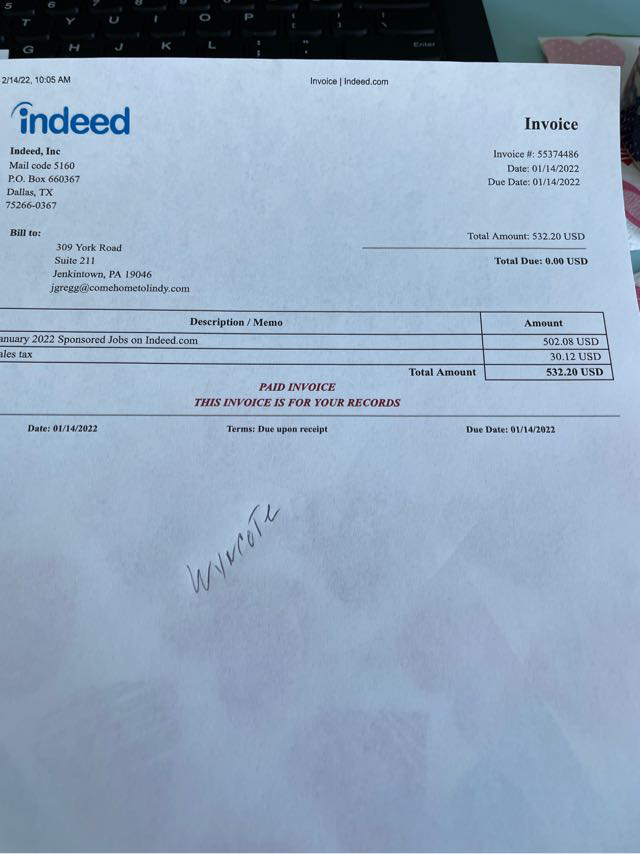 5 6 7 8 9
T Y U I O P
G H J K L
Enter
2/14/22, 10:05 AM Invoice | Indeed.com
indeed
Invoice
Indeed, Inc
Mail code 5160
P.O. Box 660367
Dallas, TX
75266-0367
Invoice #: 55374486
Date: 01/14/2022
Due Date: 01/14/2022
Bill to:
309 York Road
Suite 211
Jenkintown, PA 19046
jgregg@comehometolindy.com
Total Amount: 532.20 USD
Total Due: 0.00 USD
Description / Memo Amount
anuary 2022 Sponsored Jobs on Indeed.com 502.08 USD
ales tax 30.12 USD
Total Amount 532.20 USD
PAID INVOICE
THIS INVOICE IS FOR YOUR RECORDS
Date: 01/14/2022 Terms: Due upon receipt Due Date: 01/14/2022
WYNCOTE